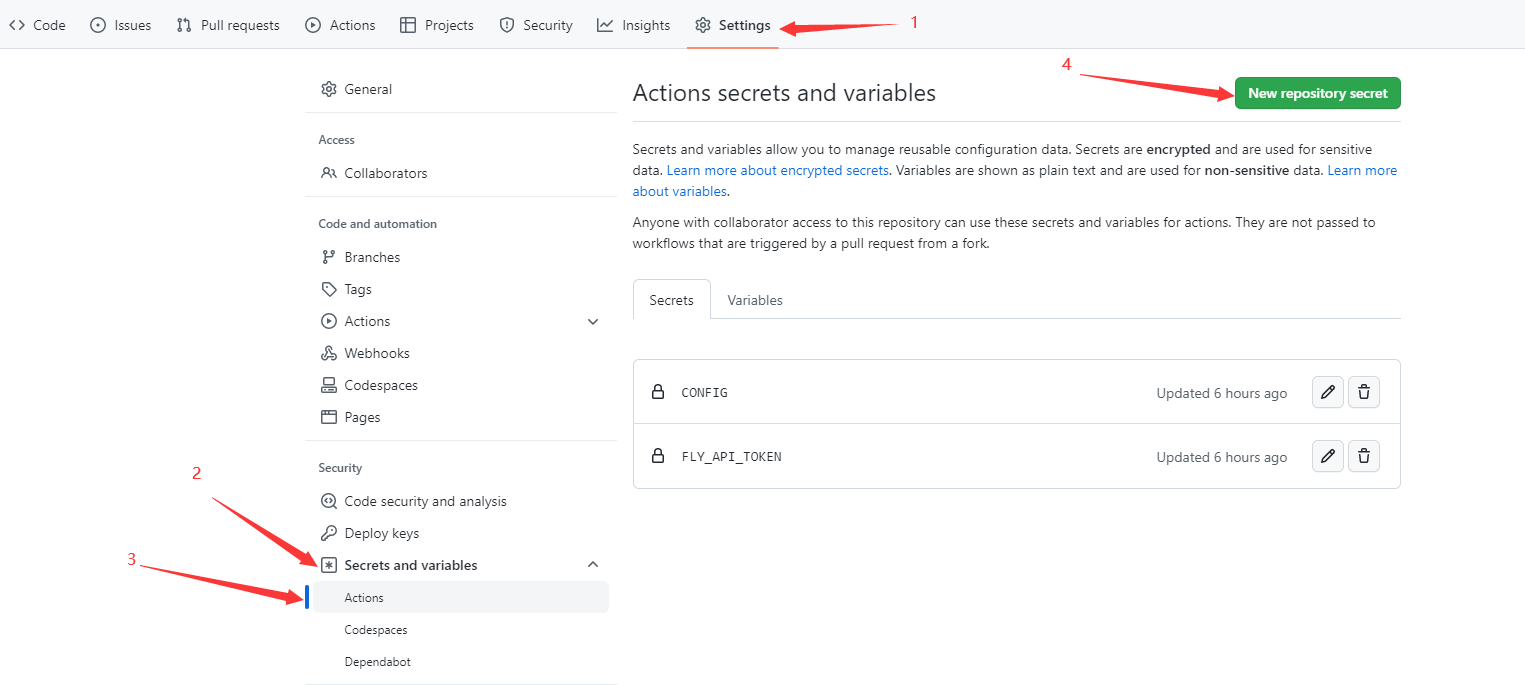 Code Issues Pull requests Actions Projects Security Insights Settings 1
4
General
Access
Collaborators
Code and automation
Branches
Tags
Actions
Webhooks
Codespaces
Pages
Security
2
Code security and analysis
Deploy keys
3
Secrets and variables
Actions
Codespaces
Dependabot
Actions secrets and variables
New repository secret
Secrets and variables allow you to manage reusable configuration data. Secrets are encrypted and are used for sensitive
data. Learn more about encrypted secrets. Variables are shown as plain text and are used for non-sensitive data. Learn more
about variables.
Anyone with collaborator access to this repository can use these secrets and variables for actions. They are not passed to
workflows that are triggered by a pull request from a fork.
Secrets Variables
CONFIG Updated 6 hours ago
FLY_API_TOKEN Updated 6 hours ago